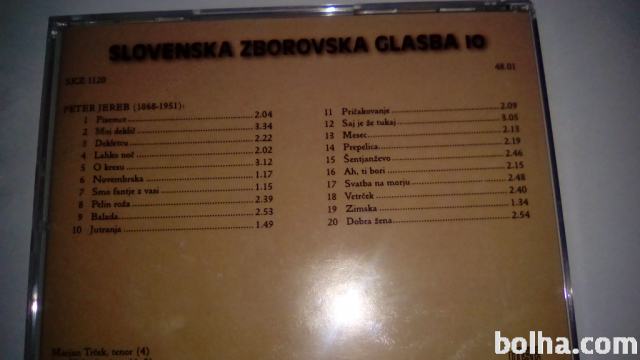 SLOVENSKA ZBOROVSKA GLASBA 10
SKZ 1120
48.01
PETER JEREB (1868-1951):
1 Pisemce 2.04
2 Moj deklič 3.34
3 Dekletcu 2.22
4 Lahko noč 2.02
5 O kresu 3.12
6 Novembrska 1.17
7 Smo fantje z vasi 1.15
8 Pelin roža 2.39
9 Balada 2.53
10 Jutranja 1.49
11 Pričakovanje 2.09
12 Saj je že tukaj 3.05
13 Mesec 2.13
14 Prepelica 2.19
15 Šentjanževo 2.46
16 Ah, ti bori 2.15
17 Svatba na morju 2.48
18 Vetrček 2.40
19 Zimska 1.34
20 Dobra žena 2.54
Marjan Trček, tenor (4)
bolha.com